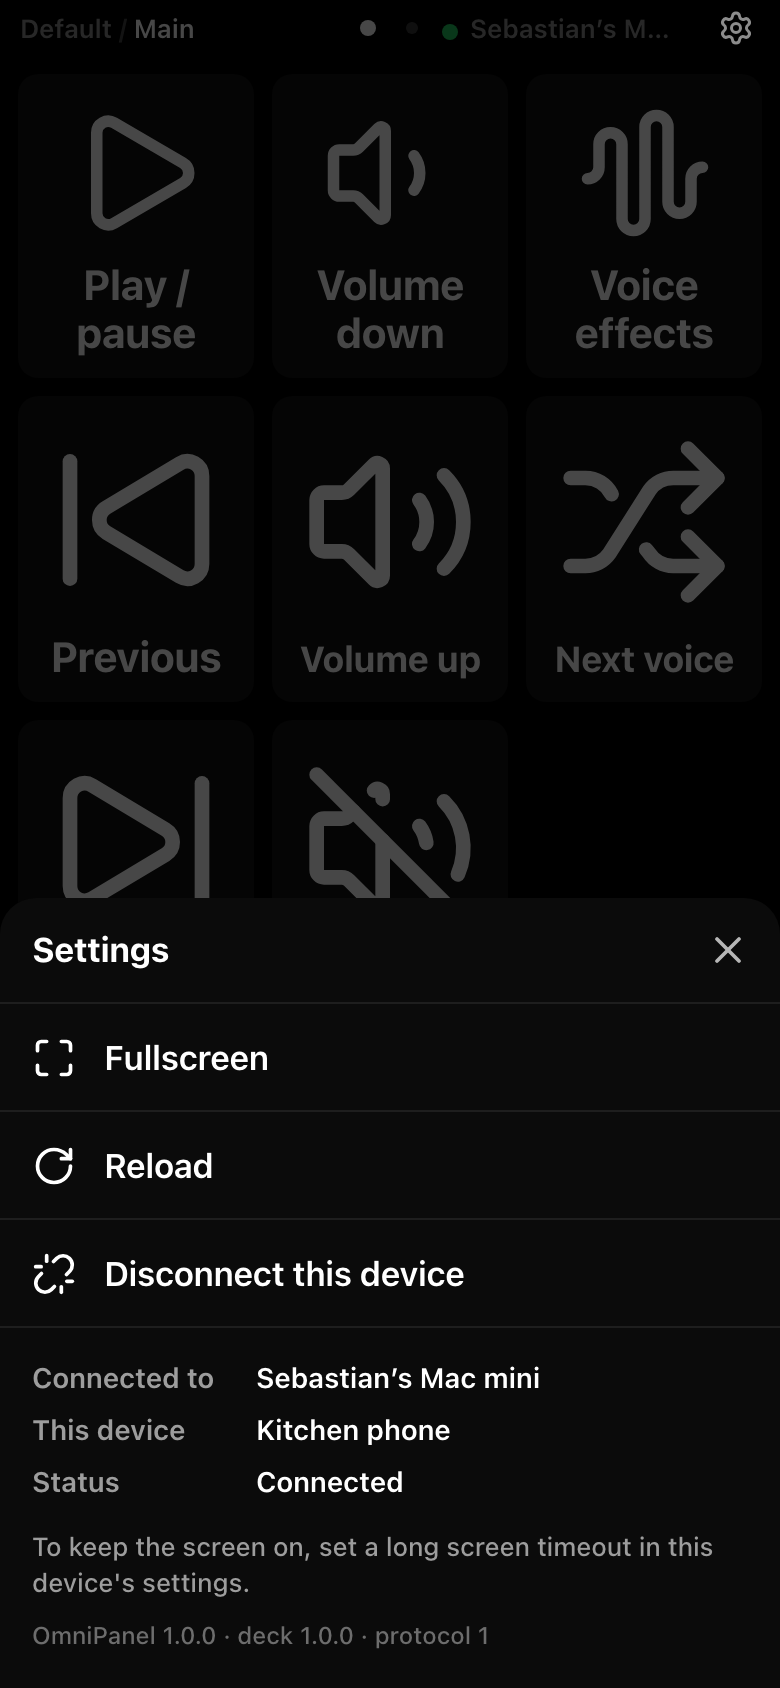 Default / Main
Sebastian’s M...
Play /
pause
Volume
down
Voice
effects
Previous
Volume up
Next voice
Settings
Fullscreen
Reload
Disconnect this device
Connected to Sebastian’s Mac mini
This device Kitchen phone
Status Connected
To keep the screen on, set a long screen timeout in this
device's settings.
OmniPanel 1.0.0 · deck 1.0.0 · protocol 1